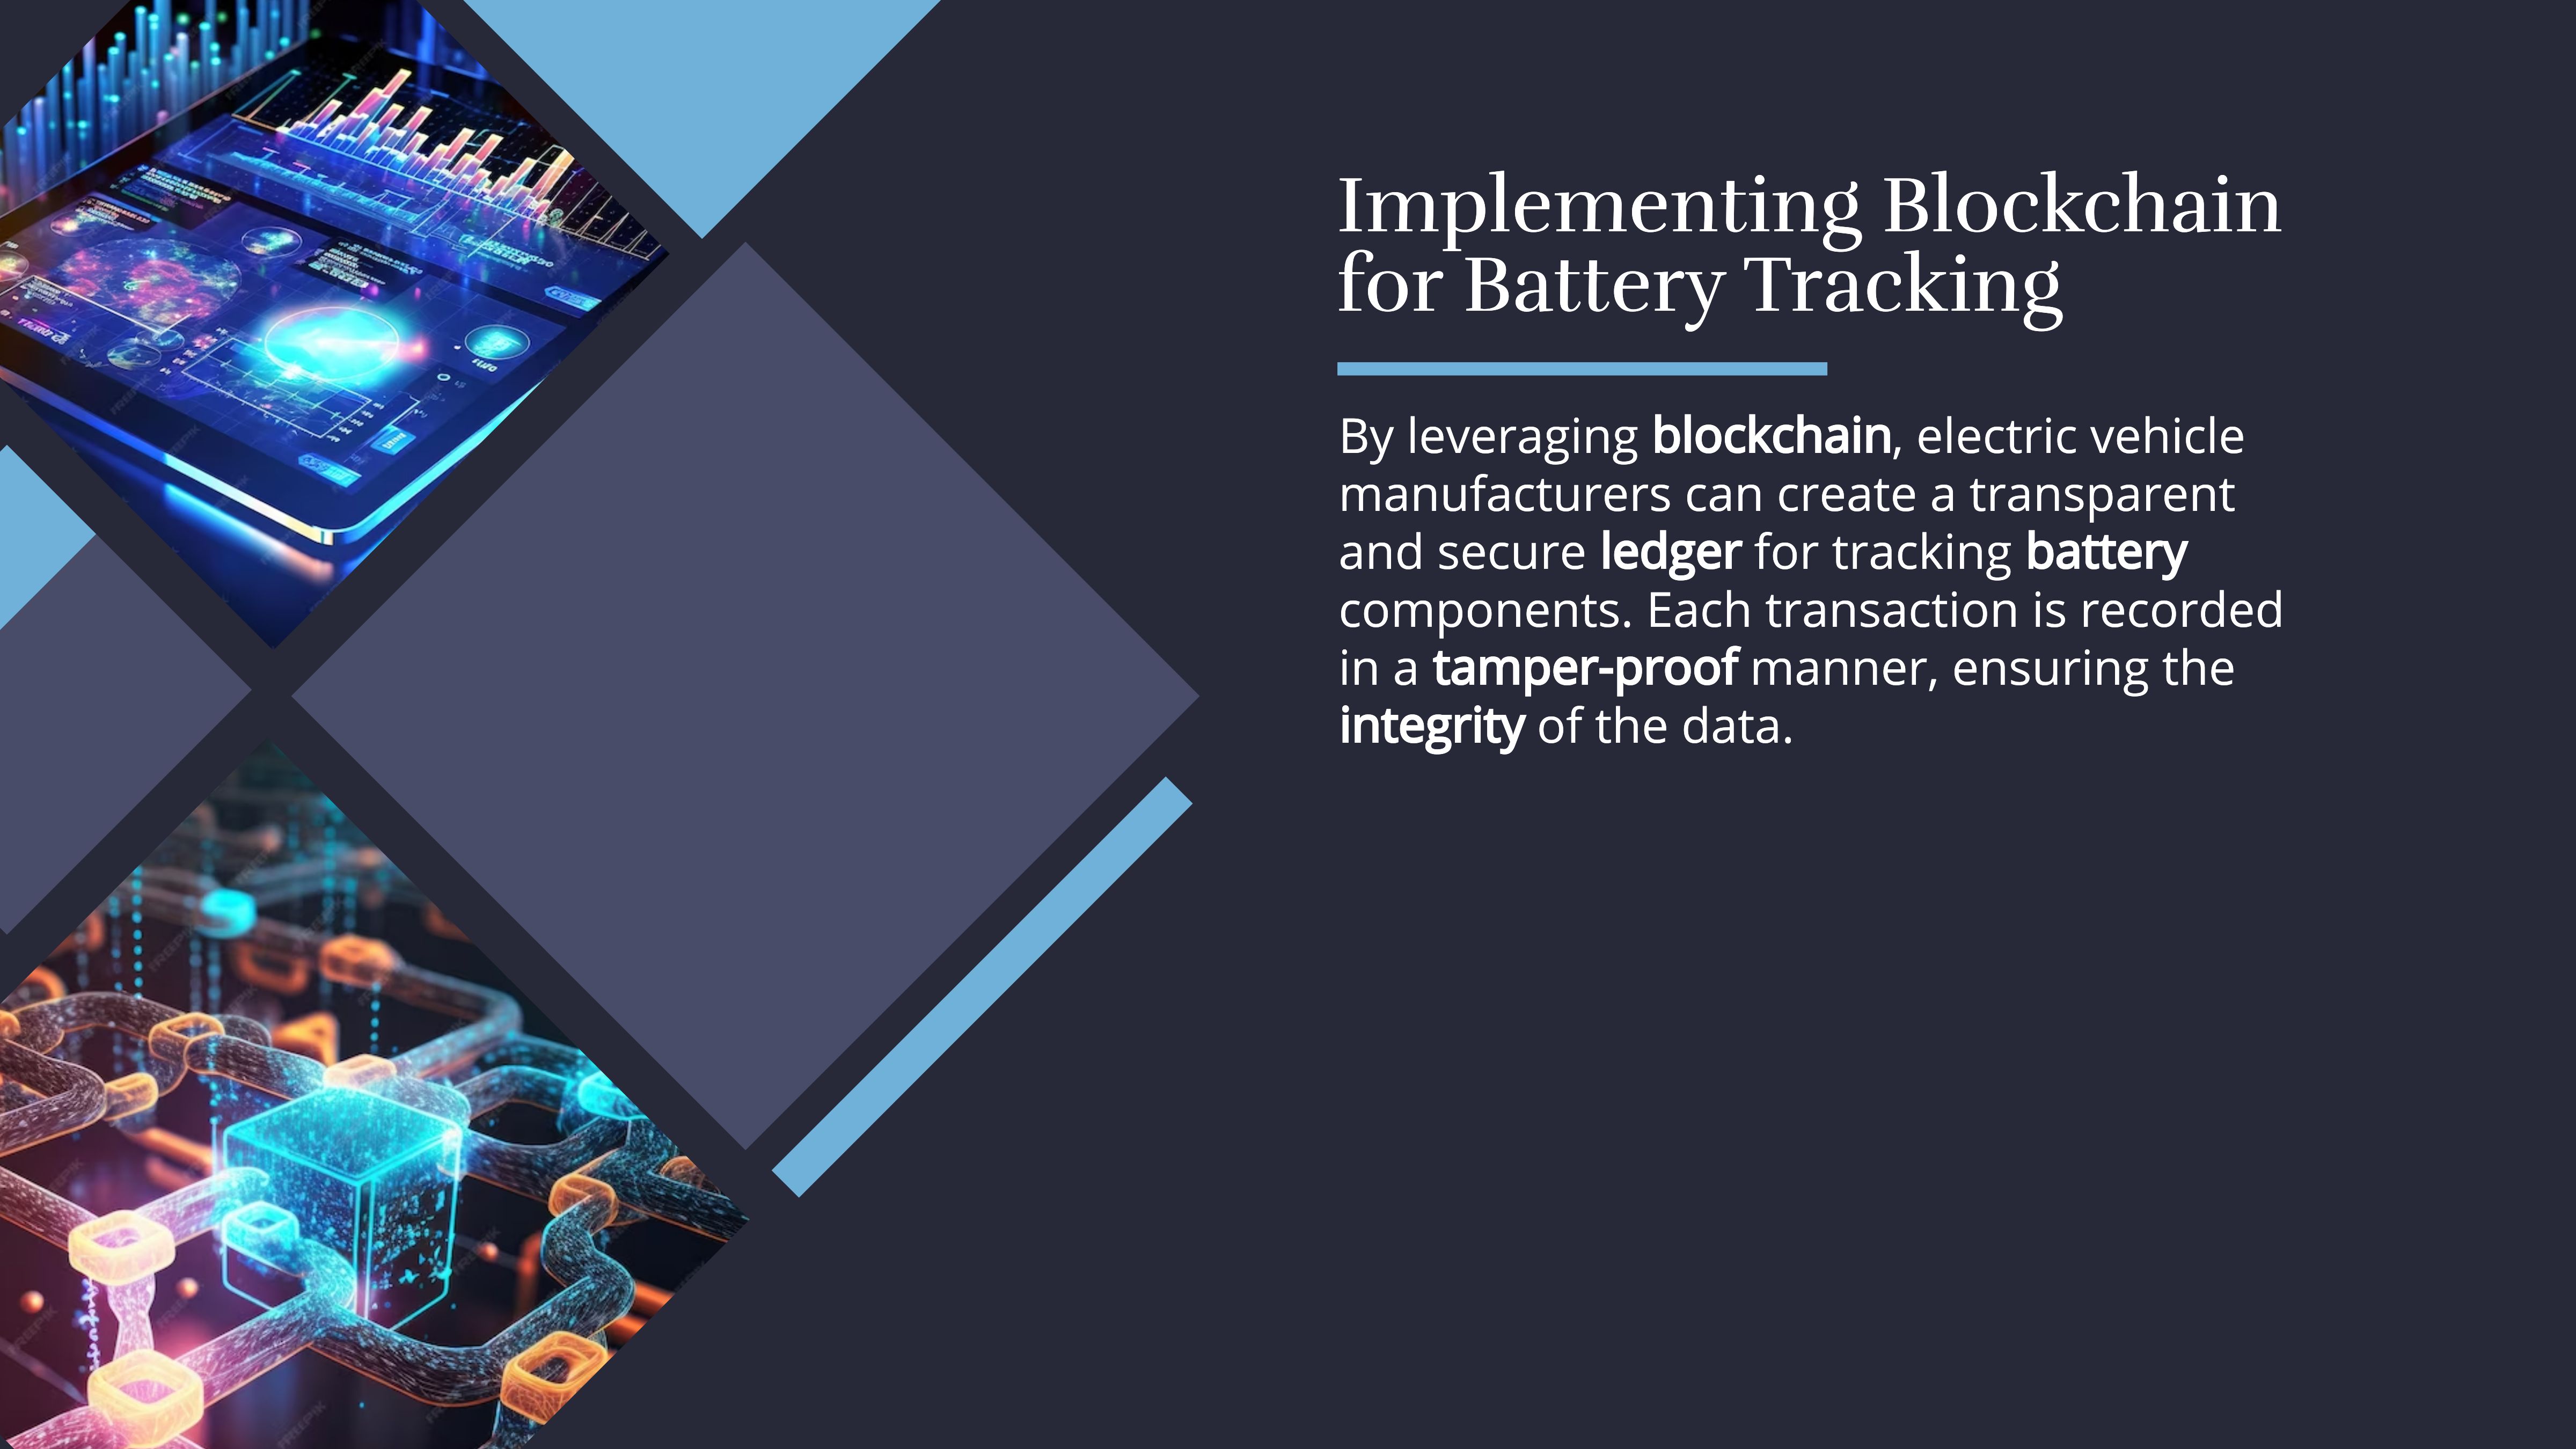 Implementing Blockchain
for Battery Tracking
By leveraging blockchain, electric vehicle
manufacturers can create a transparent
and secure ledger for tracking battery
components. Each transaction is recorded
in a tamper-proof manner, ensuring the
integrity of the data.